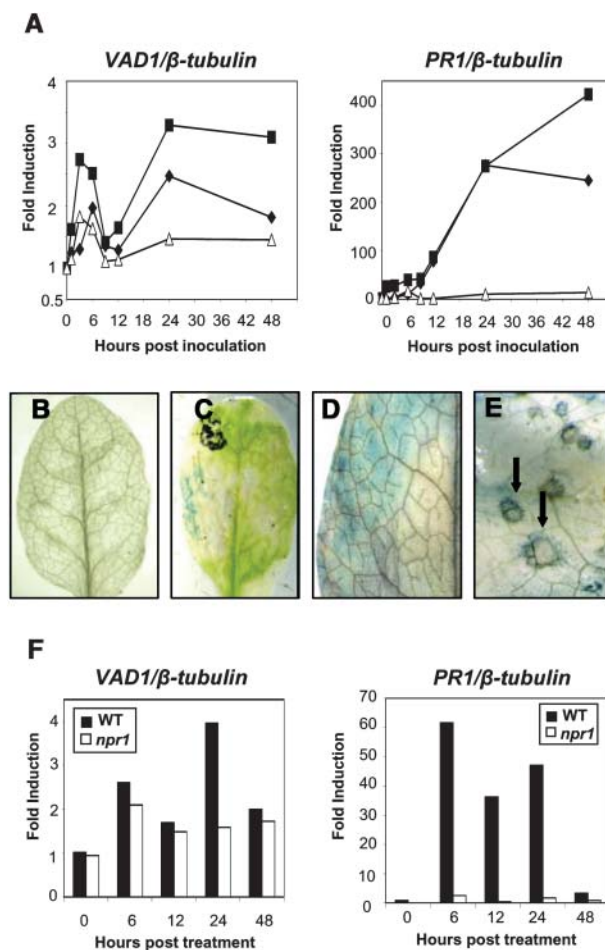 A
VAD1/β-tubulin
PR1/β-tubulin
Fold Induction
4
3
2
1
0.5
0 6 12 24 30 36 42 48
Hours post inoculation
Fold Induction
400
300
200
100
0
0 6 12 24 30 36 42 48
Hours post inoculation
B
C
D
E
F
VAD1/β-tubulin
PR1/β-tubulin
Fold Induction
4
3
2
1
0
WT
npr1
0 6 12 24 48
Hours post treatment
Fold Induction
70
60
50
40
30
20
10
0
WT
npr1
0 6 12 24 48
Hours post treatment